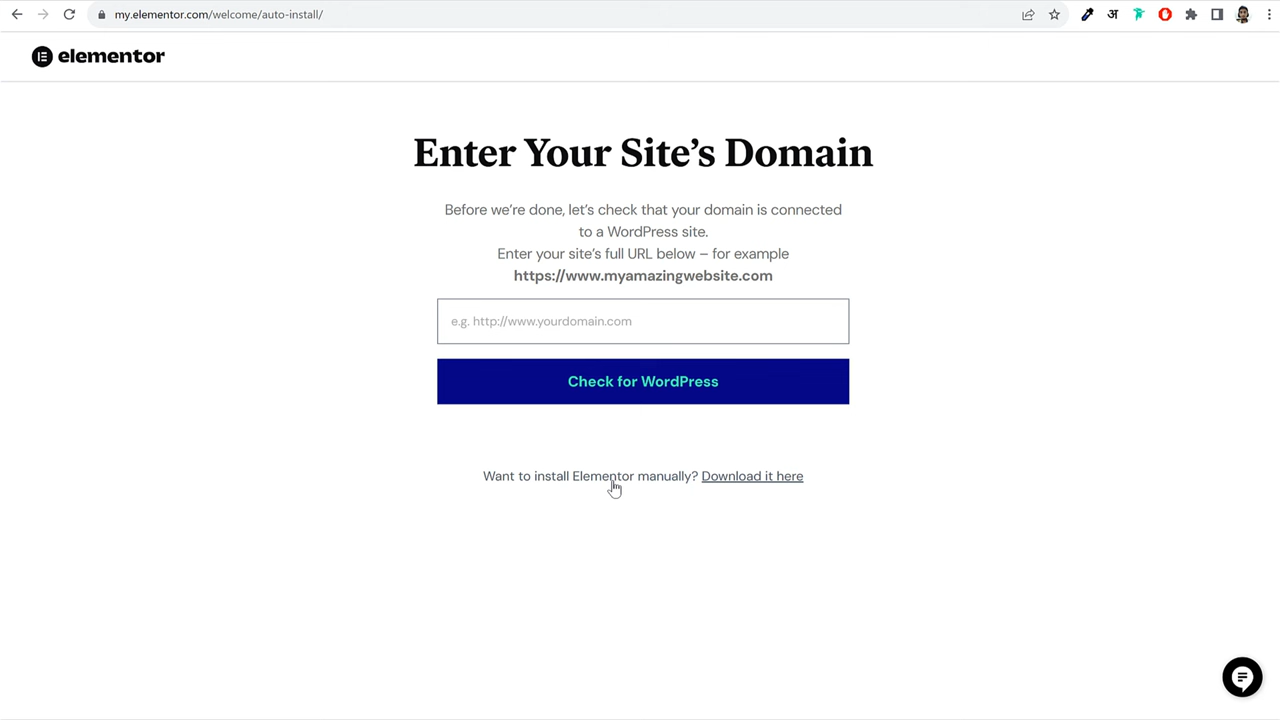 my.elementor.com/welcome/auto-install/
अ
elementor
Enter Your Site's Domain
Before we're done, let's check that your domain is connected
to a WordPress site.
Enter your site's full URL below – for example
https://www.myamazingwebsite.com
e.g. http://www.yourdomain.com
Check for WordPress
Want to install Elementor manually? Download it here